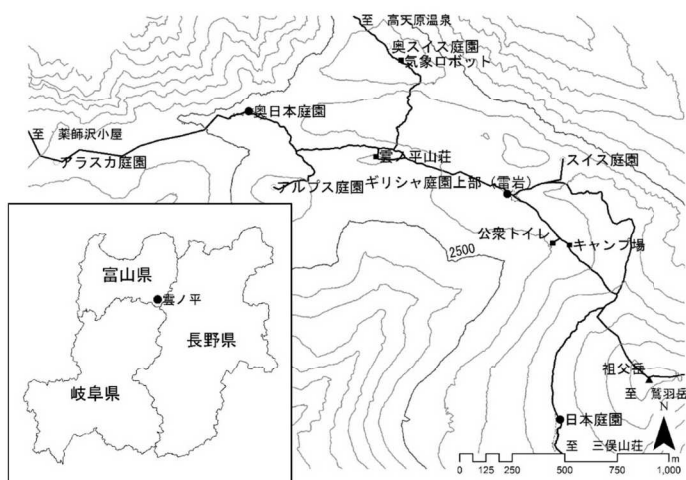 至 高天原温泉
奥スイス庭園
気象ロボット
奥日本庭園
至 薬師沢小屋
アラスカ庭園
雲ノ平山荘
スイス庭園
アルプス庭園
ギリシャ庭園上部(雷岩)
公衆トイレ
キャンプ場
2500
富山県
雲ノ平
長野県
岐阜県
祖父岳
至 鷲羽岳
N
日本庭園
至 三俣山荘
0 125 250 500 750 1,000
m